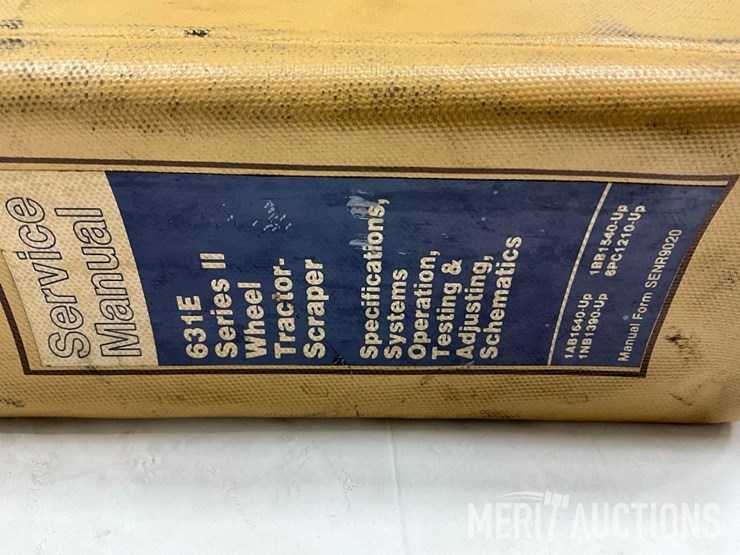 Service
Manual
631E
Series II
Wheel
Tractor-
Scraper
Specifications,
Systems
Operation,
Testing &
Adjusting,
Schematics
1AB1640-Up 1BB1540-Up
1NB1390-Up 6PC1210-Up
Manual Form SENR9020
MERIT AUCTIONS